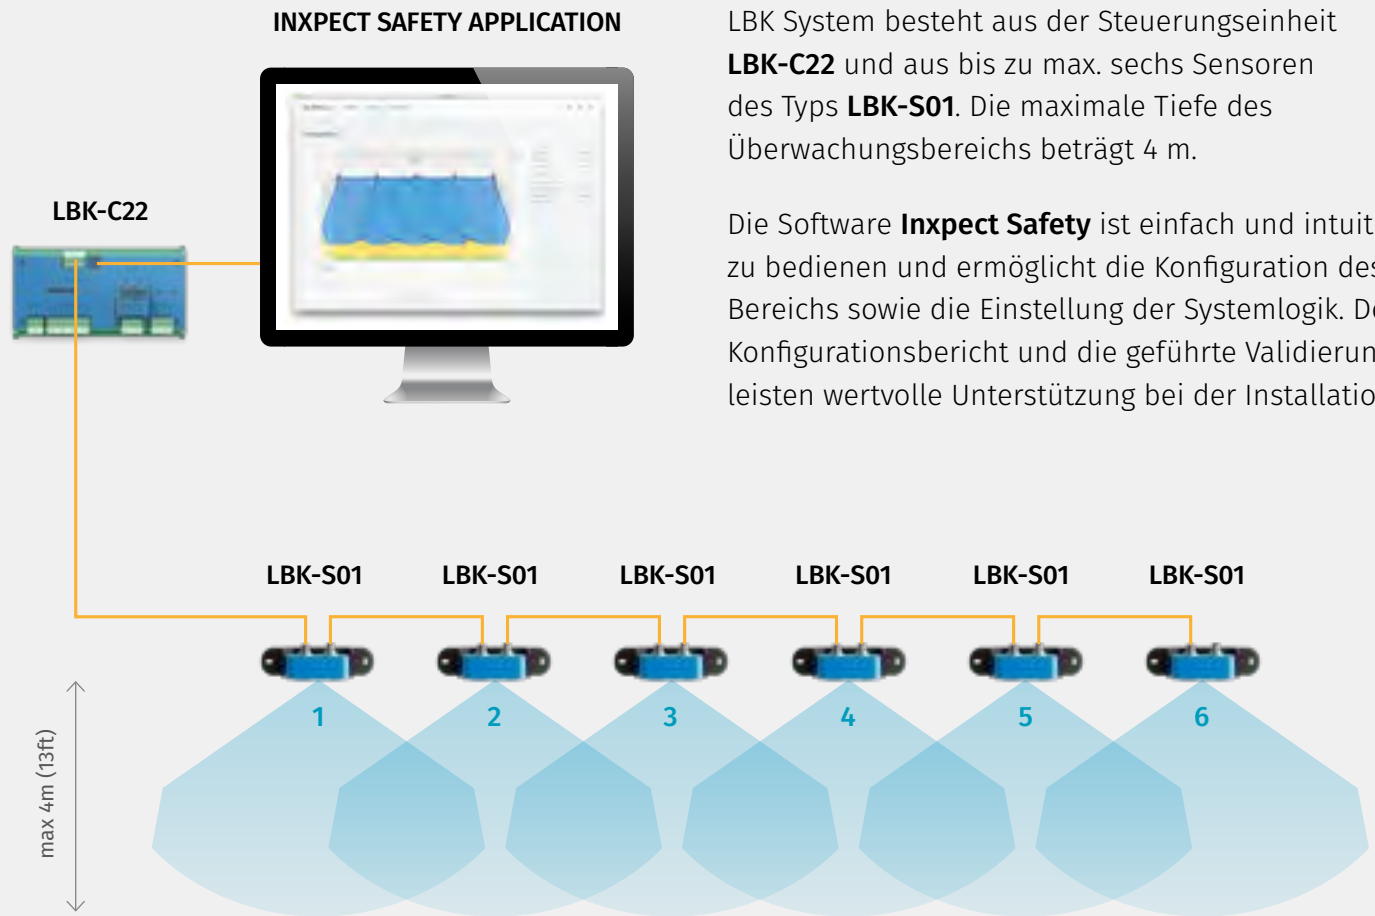 INXPECT SAFETY APPLICATION
LBK-C22
LBK System besteht aus der Steuerungseinheit
LBK-C22 und aus bis zu max. sechs Sensoren
des Typs LBK-S01. Die maximale Tiefe des
Überwachungsbereichs beträgt 4 m.
Die Software Inxpect Safety ist einfach und intuit
zu bedienen und ermöglicht die Konfiguration des
Bereichs sowie die Einstellung der Systemlogik. De
Konfigurationsbericht und die geführte Validierun
leisten wertvolle Unterstützung bei der Installatio
LBK-S01 LBK-S01 LBK-S01 LBK-S01 LBK-S01 LBK-S01
1 2 3 4 5 6
max 4m (13ft)